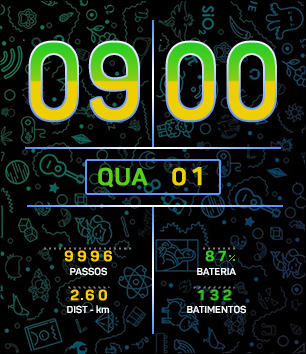 09 00
QUA 01
9996
PASSOS
87%
BATERIA
2.60
DIST - km
132
BATIMENTOS